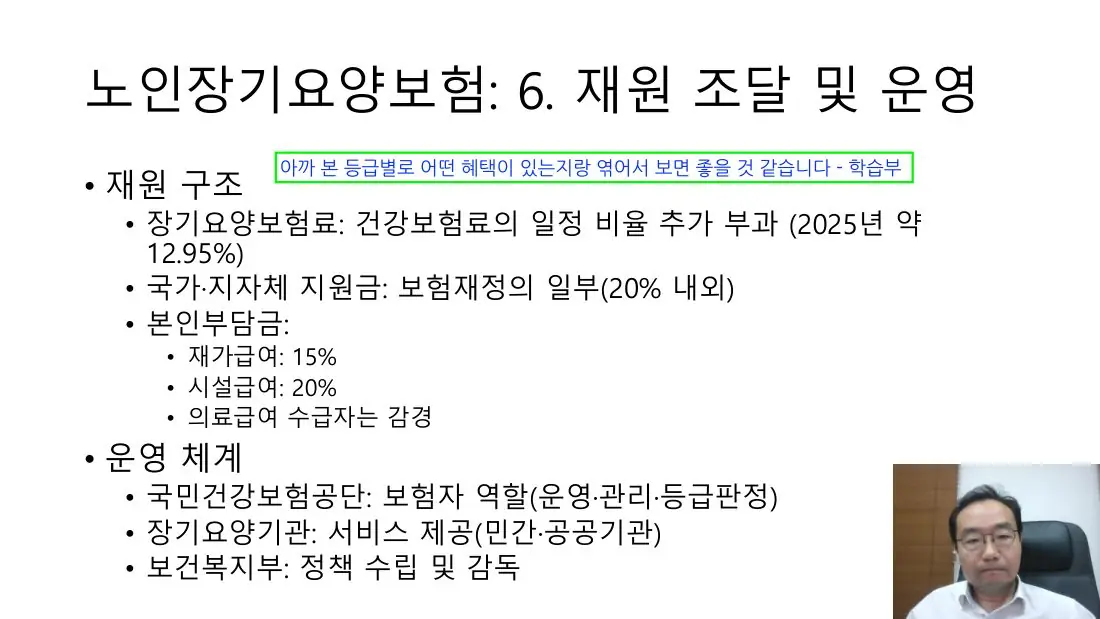 노인장기요양보험: 6. 재원 조달 및 운영
아까 본 등급별로 어떤 혜택이 있는지랑 엮어서 보면 좋을 것 같습니다 - 학습부
• 재원 구조
• 장기요양보험료: 건강보험료의 일정 비율 추가 부과 (2025년 약
12.95%)
• 국가·지자체 지원금: 보험재정의 일부(20% 내외)
• 본인부담금:
• 재가급여: 15%
• 시설급여: 20%
• 의료급여 수급자는 감경
• 운영 체계
• 국민건강보험공단: 보험자 역할(운영·관리·등급판정)
• 장기요양기관: 서비스 제공(민간·공공기관)
• 보건복지부: 정책 수립 및 감독